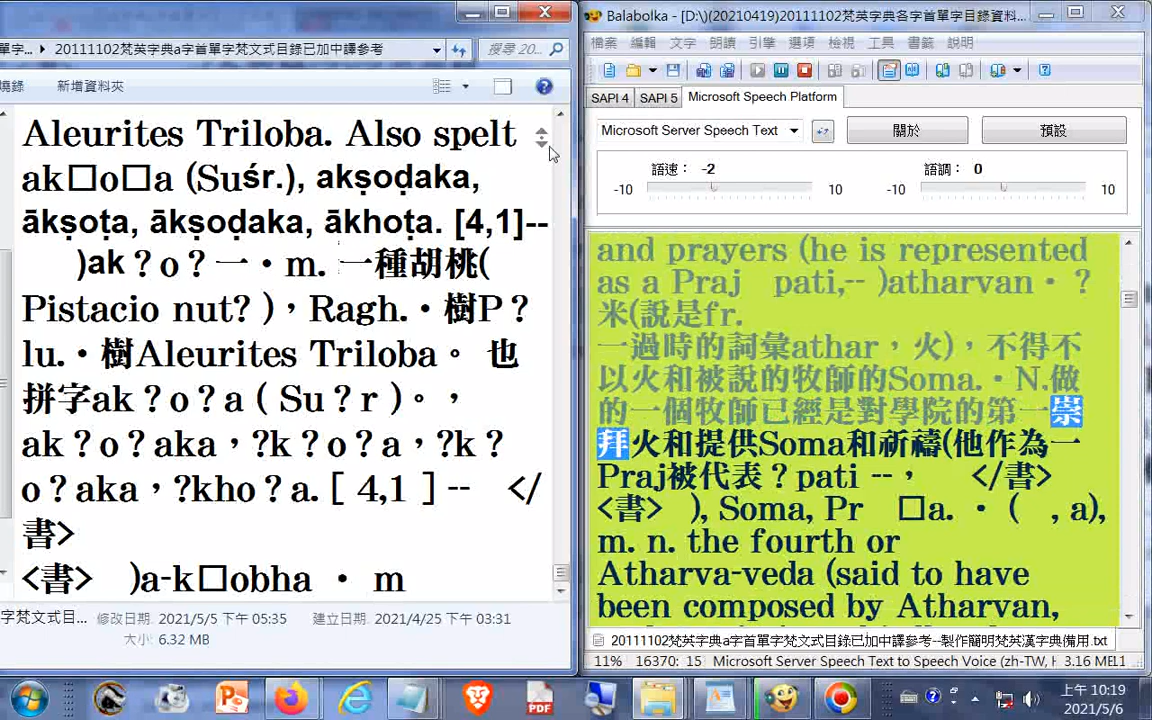 單字... ▸ 20111102梵英字典a字首單字梵文式目錄已加中譯參考
搜尋 20...
燒錄 新增資料夾
Aleurites Triloba. Also spelt
ak□o□a (Suśr.), akṣoḍaka,
ākṣoṭa, ākṣoḍaka, ākhoṭa. [4,1]--
)ak？o？一・m. 一種胡桃(
Pistacio nut? )，Ragh.・樹P？
lu.・樹Aleurites Triloba。 也
拼字ak？o？a ( Su？r )。，
ak？o？aka，?k？o？a，?k？
o？aka，?kho？a. [ 4,1 ] -- </
書>
<書> )a-k□obha ・ m
字梵文式目... 修改日期: 2021/5/5 下午 05:35 建立日期: 2021/4/25 下午 03:31
大小: 6.32 MB
Balabolka - [D:\)(20210419)20111102梵英字典各字首單字目錄資料...
檔案 編輯 文字 朗讀 引擎 選項 檢視 工具 書籤 說明
SAPI 4 SAPI 5 Microsoft Speech Platform
Microsoft Server Speech Text 關於 預設
語速: -2 語調: 0
-10 10 -10 10
and prayers (he is represented
as a Praj pati,-- )atharvan・？
米(說是fr.
一過時的詞彙athar，火)，不得不
以火和被說的牧師的Soma.・N.做
的一個牧師已經是對學院的第一崇
拜火和提供Soma和祈禱(他作為一
Praj被代表？pati --， </書>
<書> ), Soma, Pr □a. ・ ( , a),
m. n. the fourth or
Atharva-veda (said to have
been composed by Atharvan,
20111102梵英字典a字首單字梵文式目錄已加中譯參考--製作簡明梵英漢字典備用.txt
11% 16370: 15 Microsoft Server Speech Text to Speech Voice (zh-TW, H 3.16 MB
上午 10:19
2021/5/6